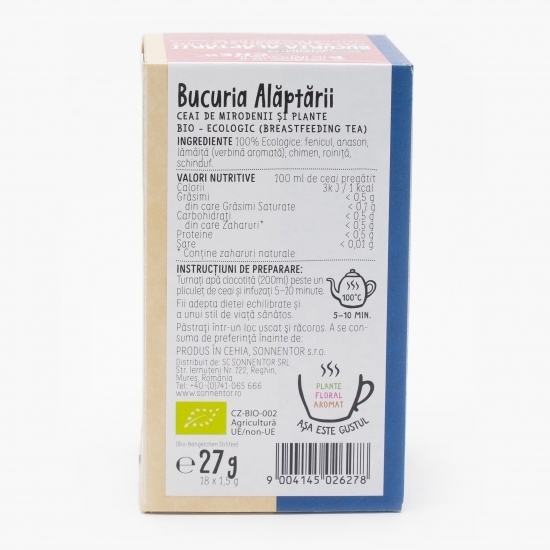 BUCURIA ALĂPTĂRII
Bucuria Alăptării
CEAI DE MIRODENII ȘI PLANTE
BIO - ECOLOGIC (BREASTFEEDING TEA)
INGREDIENTE 100% Ecologice: fenicul, anason,
lămâiță (verbină aromată), chimen, roiniță,
schinduf.
VALORI NUTRITIVE 100 ml de ceai pregătit
Calorii 3k J / 1 kcal
Grăsimi < 0,5 g
din care Grăsimi Saturate < 0,1 g
Carbohidrați < 0,5 g
din care Zaharuri* < 0,5 g
Proteine < 0,5 g
Sare < 0,01 g
* Conține zaharuri naturale
INSTRUCȚIUNI DE PREPARARE:
Turnați apă clocotită (200ml) peste un
pliculeț de ceai și infuzați 5-10 minute.
Fii adepta dietei echilibrate și
a unui stil de viață sănătos.
100°C
5-10 MIN.
Păstrați într-un loc uscat și răcoros. A se con-
suma de preferință înainte de:
PRODUS ÎN CEHIA, SONNENTOR s.r.o.
Distribuit de: SC SONNENTOR SRL
Str. Iernuțeni Nr. 722, Reghin,
Mureș, România
Tel.: +40-(0)741-065 666
www.sonnentor.com
PLANTE
FLORAL
AROMAT
AȘA ESTE GUSTUL
CZ-BIO-002
Agricultură
UE/non-UE
e 27 g
18 x 1,5 g
9 004145 026278